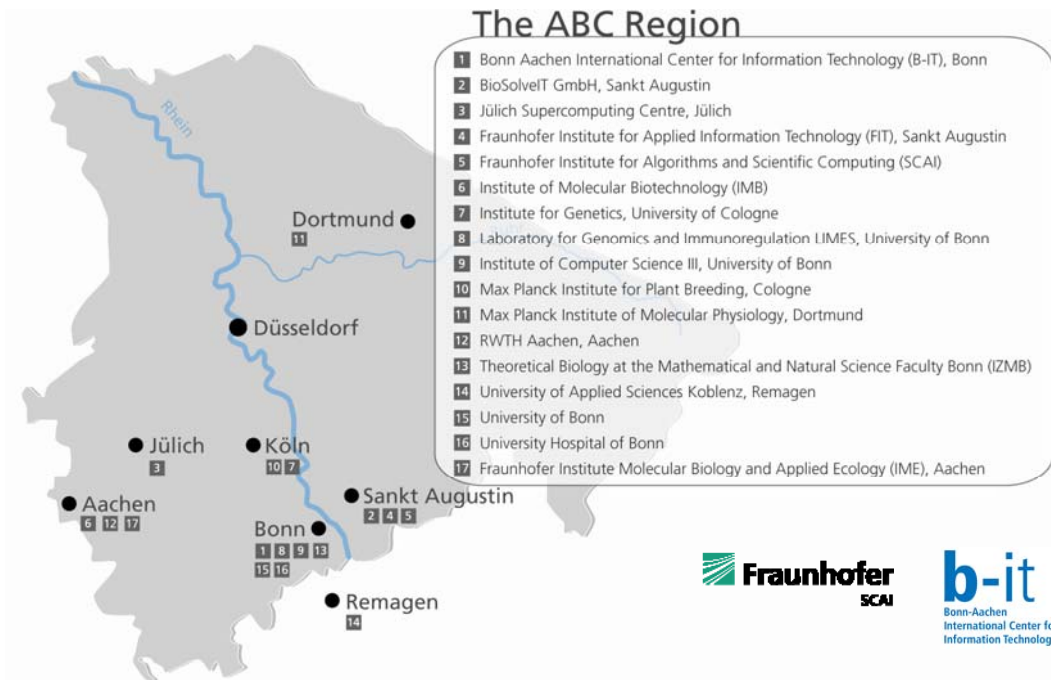 The ABC Region
1 Bonn Aachen International Center for Information Technology (B-IT), Bonn
2 BioSolveIT GmbH, Sankt Augustin
3 Jülich Supercomputing Centre, Jülich
4 Fraunhofer Institute for Applied Information Technology (FIT), Sankt Augustin
5 Fraunhofer Institute for Algorithms and Scientific Computing (SCAI)
6 Institute of Molecular Biotechnology (IMB)
7 Institute for Genetics, University of Cologne
8 Laboratory for Genomics and Immunoregulation LIMES, University of Bonn
9 Institute of Computer Science III, University of Bonn
10 Max Planck Institute for Plant Breeding, Cologne
11 Max Planck Institute of Molecular Physiology, Dortmund
12 RWTH Aachen, Aachen
13 Theoretical Biology at the Mathematical and Natural Science Faculty Bonn (IZMB)
14 University of Applied Sciences Koblenz, Remagen
15 University of Bonn
16 University Hospital of Bonn
17 Fraunhofer Institute Molecular Biology and Applied Ecology (IME), Aachen
Rhein
Dortmund
11
Düsseldorf
Jülich
3
Köln
10 7
Aachen
6 12 17
Sankt Augustin
2 4 5
Bonn
1 8 9 13
15 16
Remagen
14
Fraunhofer
SCAI
b-it
Bonn-Aachen
International Center for
Information Technolog